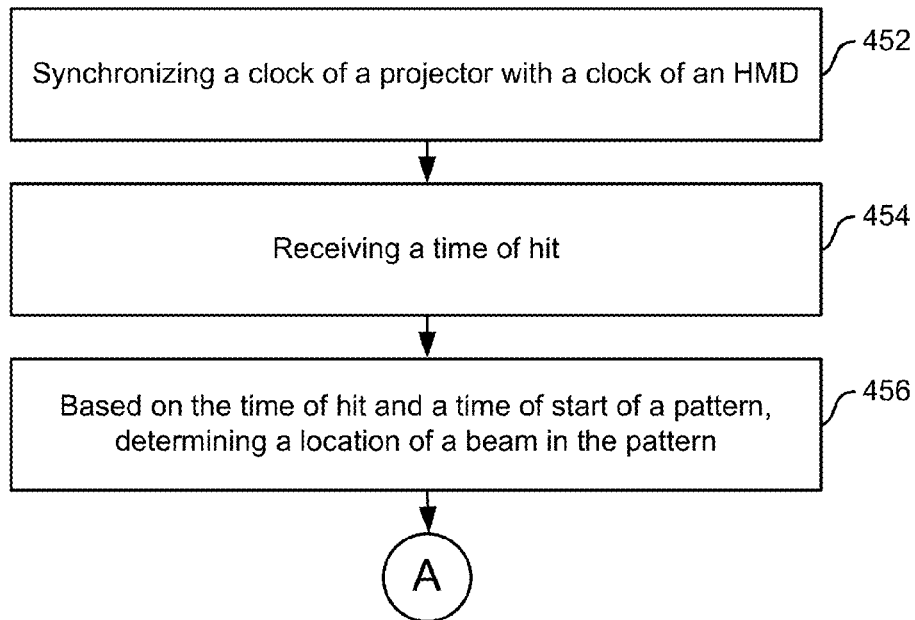 Synchronizing a clock of a projector with a clock of an HMD
452
Receiving a time of hit
454
Based on the time of hit and a time of start of a pattern,
determining a location of a beam in the pattern
456
A